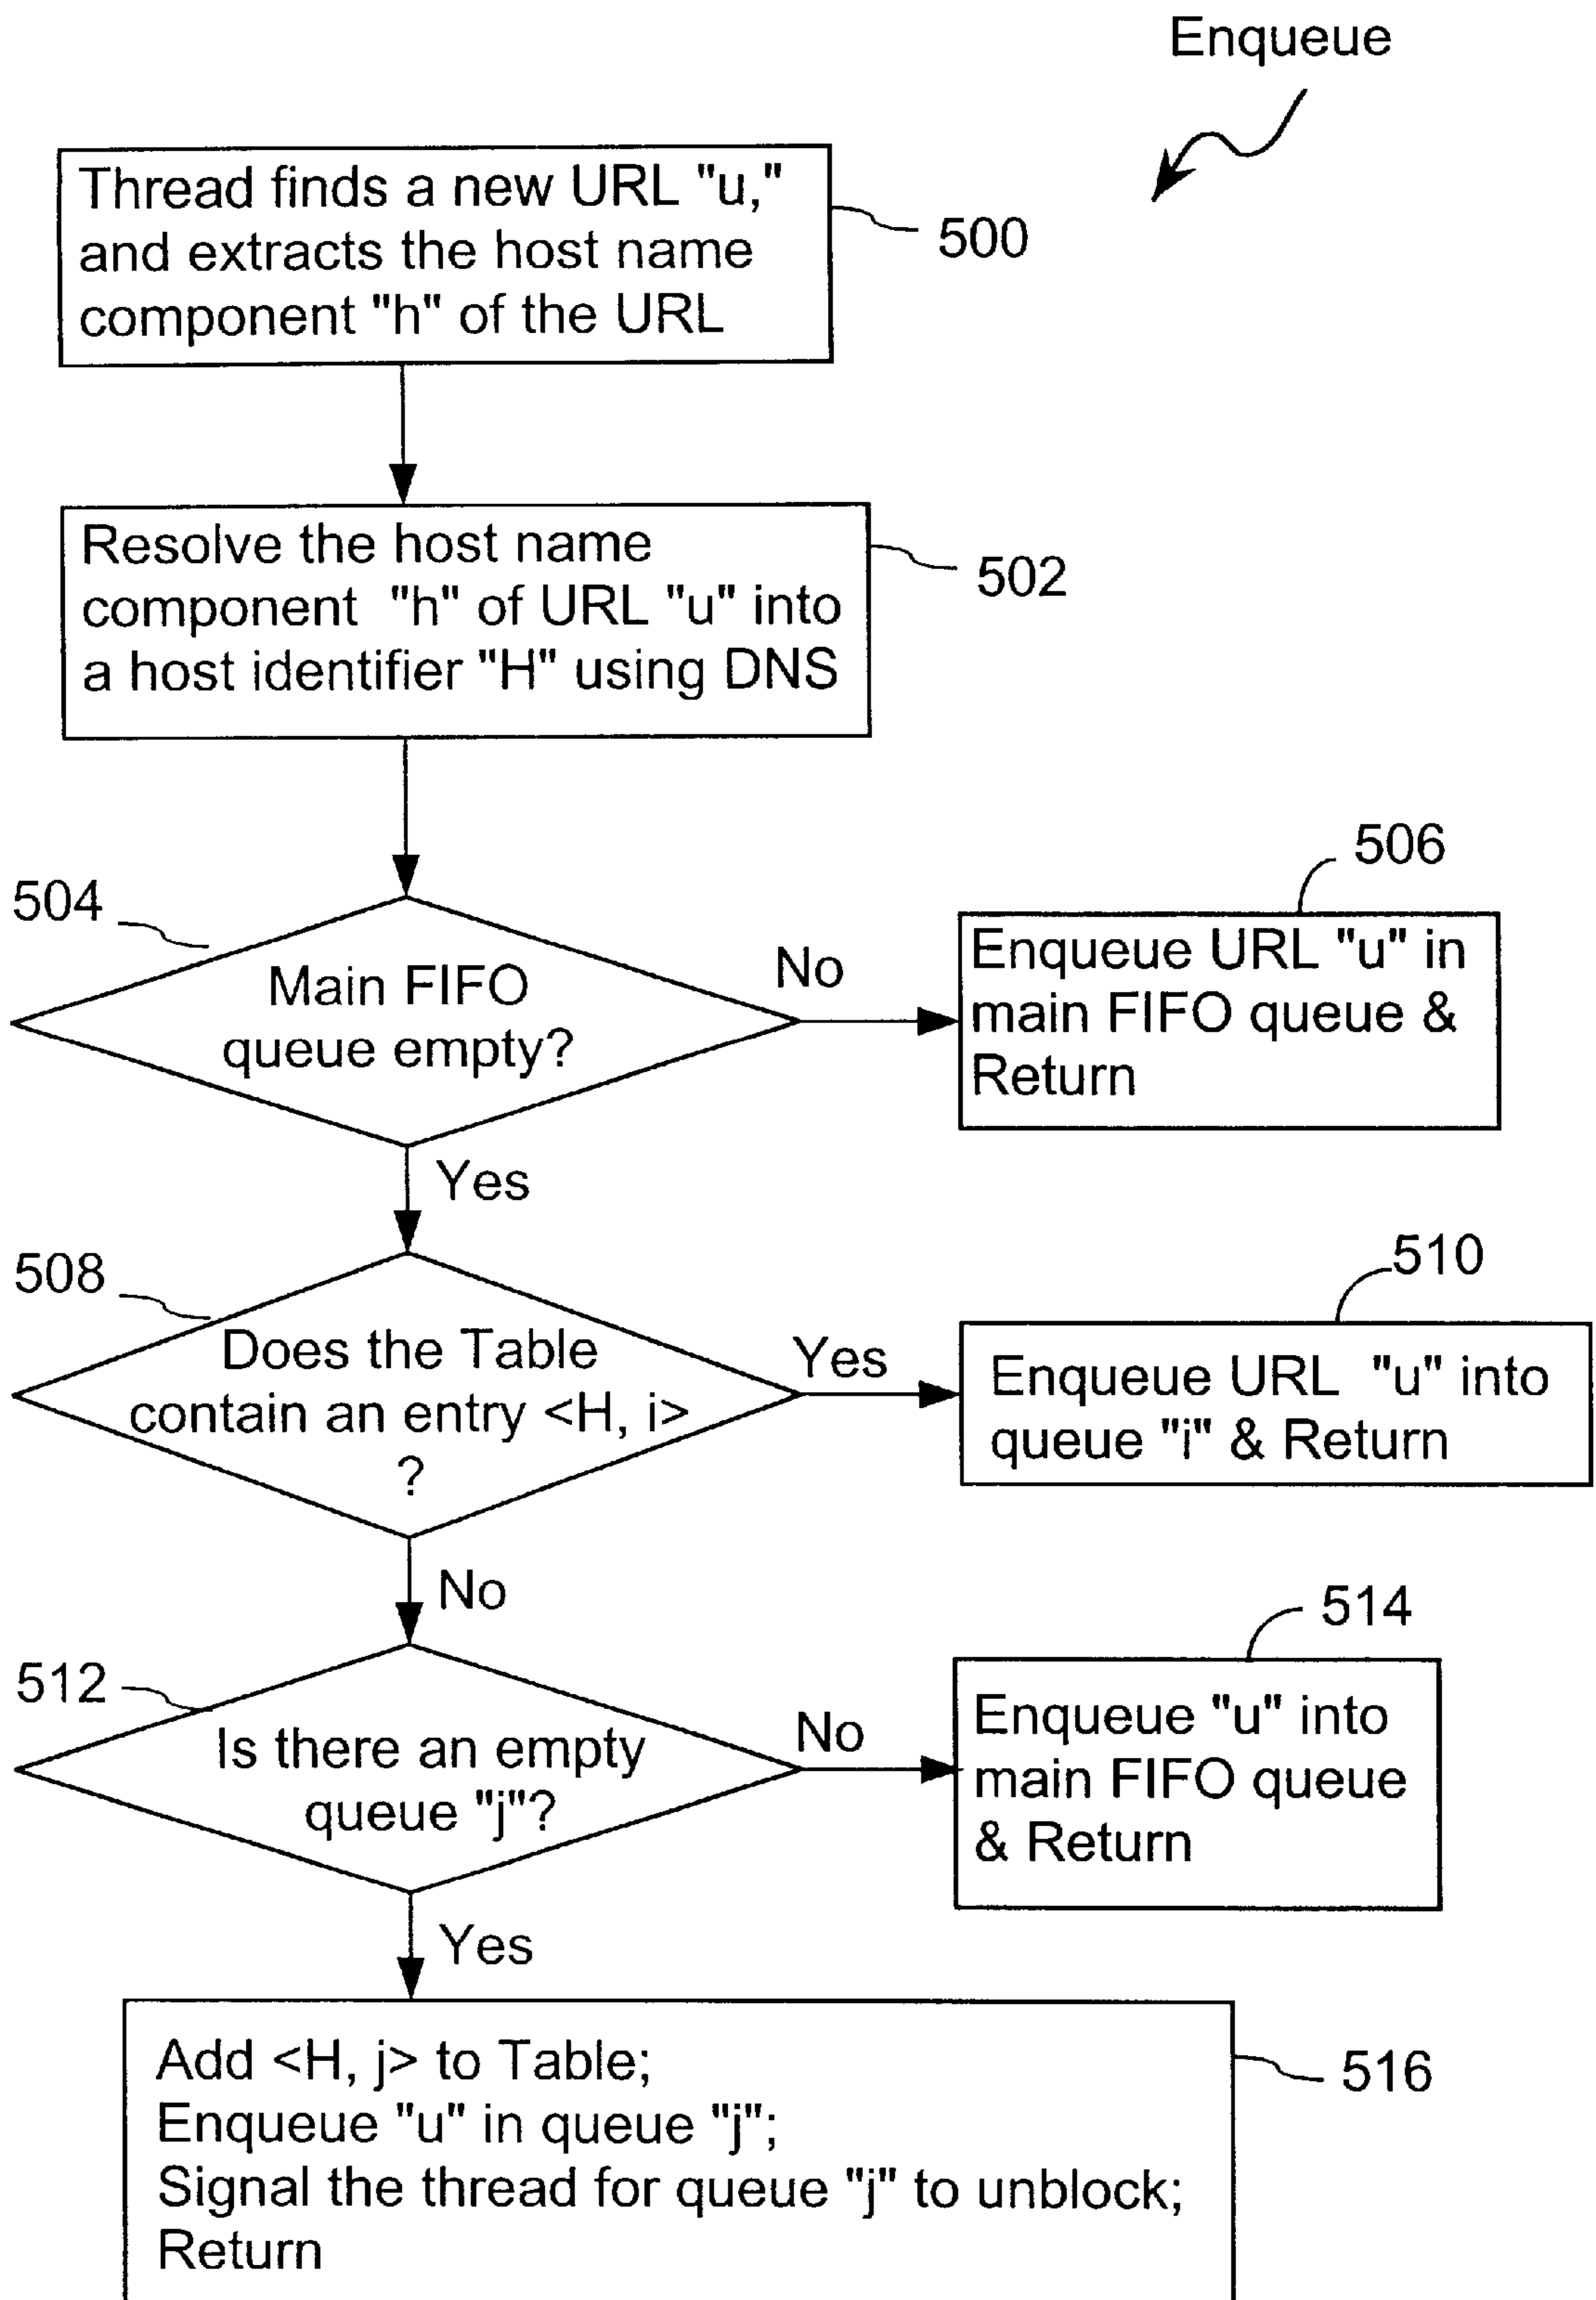 Enqueue
Thread finds a new URL "u,"
and extracts the host name
component "h" of the URL
500
Resolve the host name
component "h" of URL "u" into
a host identifier "H" using DNS
502
504
Main FIFO
queue empty?
No
506
Enqueue URL "u" in
main FIFO queue &
Return
Yes
508
Does the Table
contain an entry <H, i>
?
Yes
510
Enqueue URL "u" into
queue "i" & Return
No
512
Is there an empty
queue "j"?
No
514
Enqueue "u" into
main FIFO queue
& Return
Yes
Add <H, j> to Table;
Enqueue "u" in queue "j";
Signal the thread for queue "j" to unblock;
Return
516